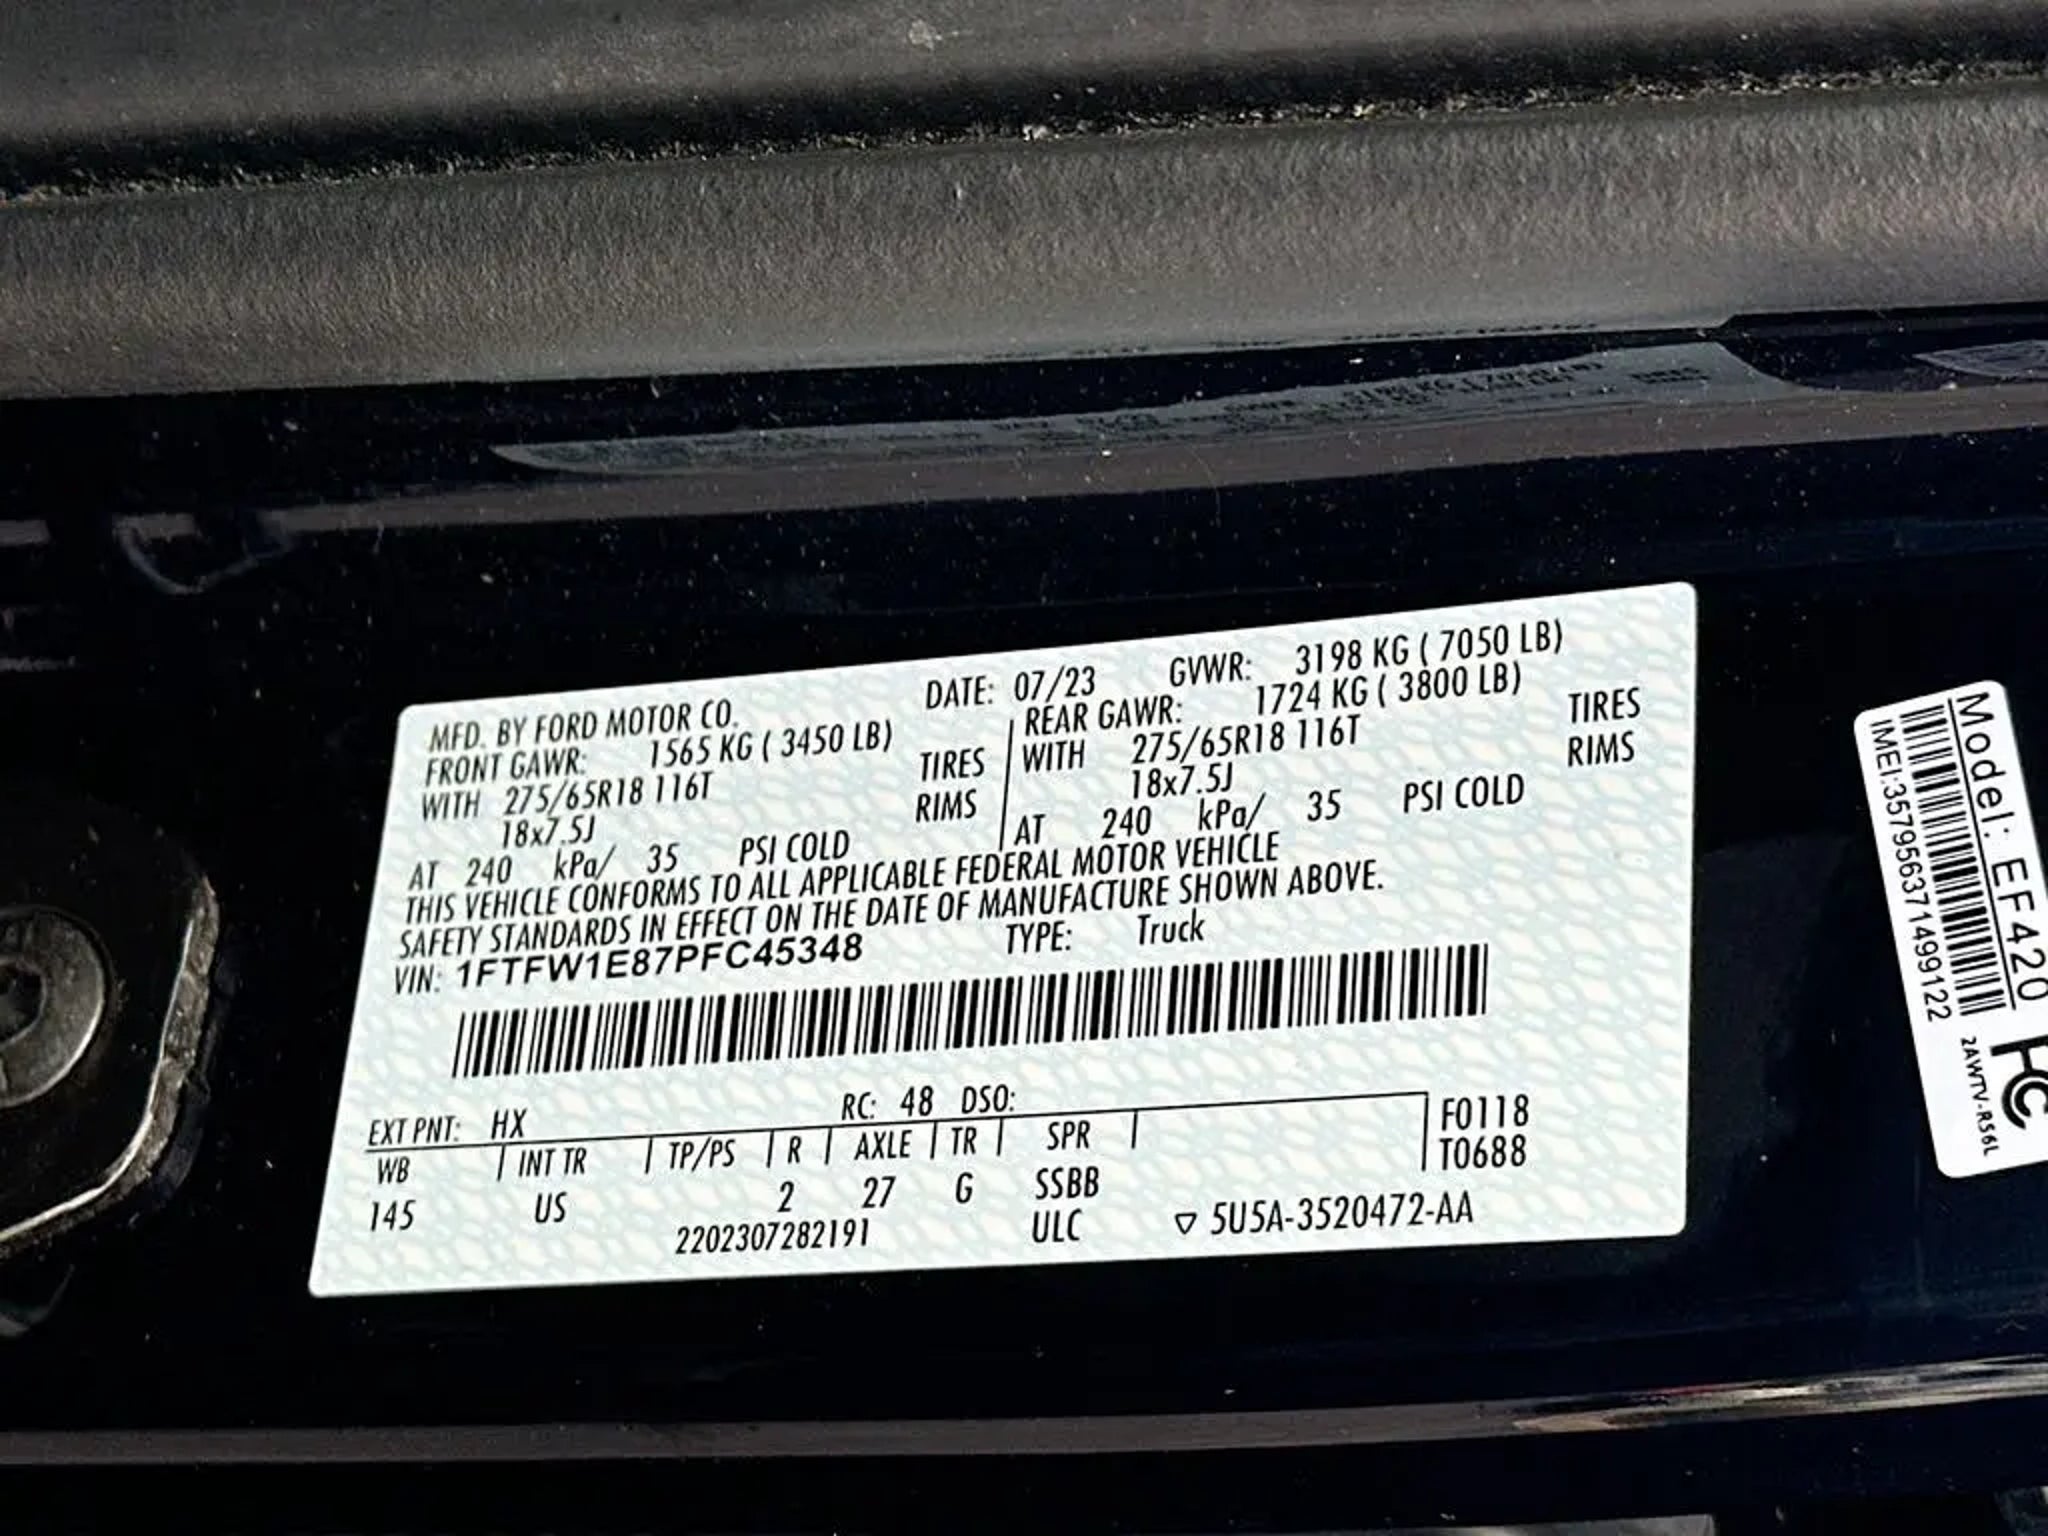 MFD. BY FORD MOTOR CO. DATE: 07/23 GVWR: 3198 KG ( 7050 LB)
FRONT GAWR: 1565 KG ( 3450 LB) REAR GAWR: 1724 KG ( 3800 LB)
WITH 275/65R18 116T TIRES WITH 275/65R18 116T TIRES
18x7.5J RIMS 18x7.5J RIMS
AT 240 kPa/ 35 PSI COLD AT 240 kPa/ 35 PSI COLD
THIS VEHICLE CONFORMS TO ALL APPLICABLE FEDERAL MOTOR VEHICLE
SAFETY STANDARDS IN EFFECT ON THE DATE OF MANUFACTURE SHOWN ABOVE.
VIN: 1FTFW1E87PFC45348 TYPE: Truck
EXT PNT: HX RC: 48 DSO: F0118
WB INT TR TP/PS R AXLE TR SPR T0688
145 US 2 27 G SSBB
2202307282191 ULC ▽ 5U5A-3520472-AA
Model: EF420
IMEI:357956371499122
2AWTV-R56L
FC